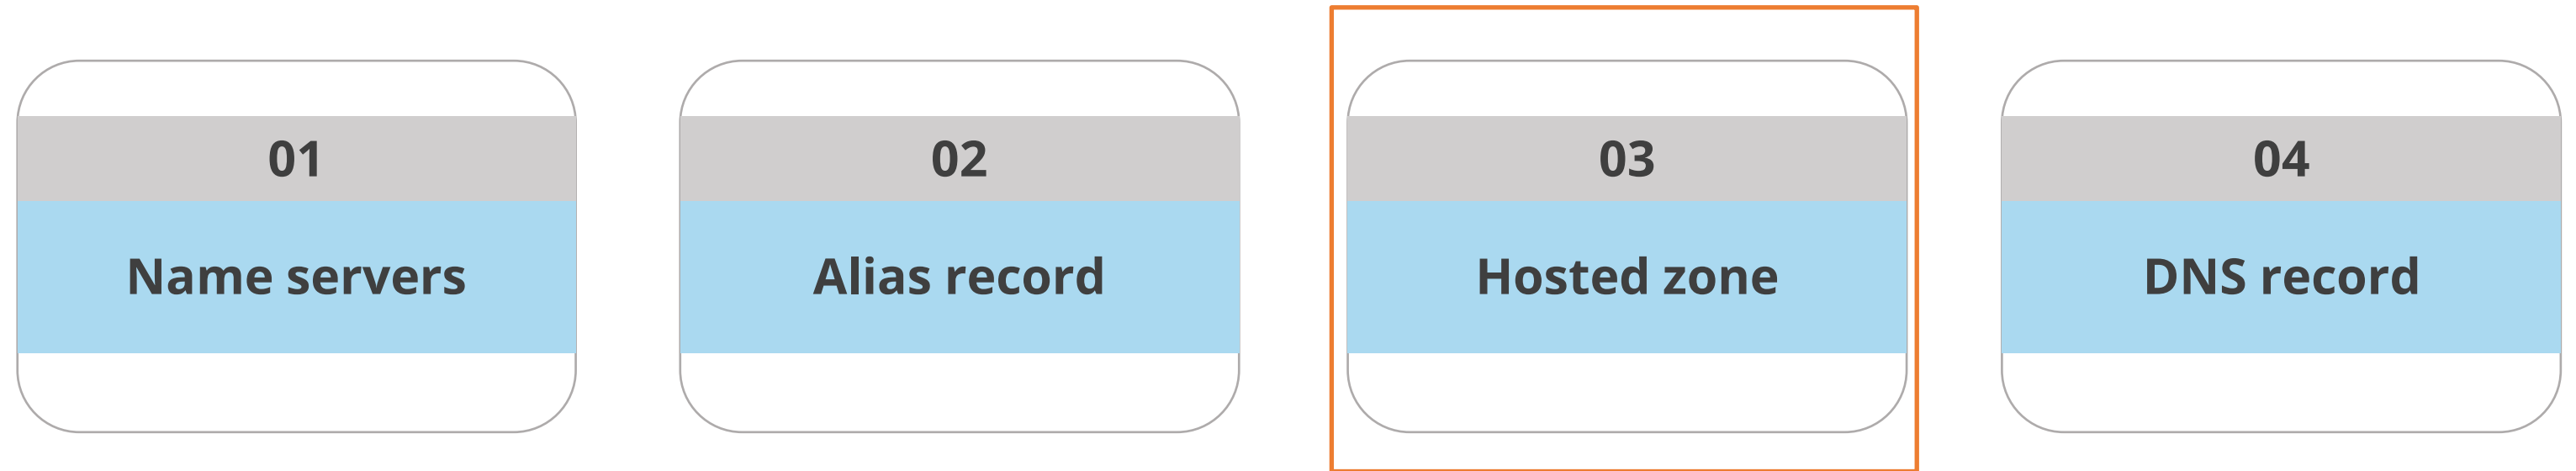 01
Name servers
02
Alias record
03
Hosted zone
04
DNS record